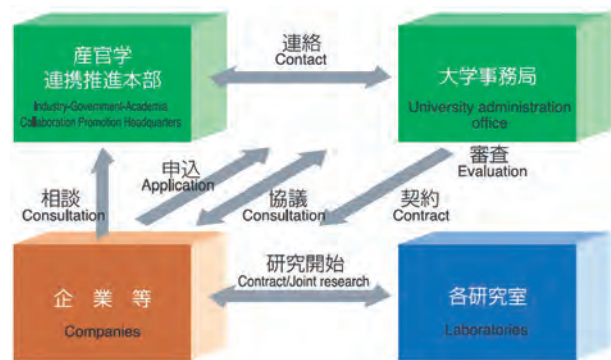 産官学
連携推進本部
Industry-Government-Academia
Collaboration Promotion Headquarters
連絡
Contact
大学事務局
University administration
office
審査
Evaluation
相談
Consultation
申込
Application
協議
Consultation
契約
Contract
企業等
Companies
研究開始
Contract/Joint research
各研究室
Laboratories